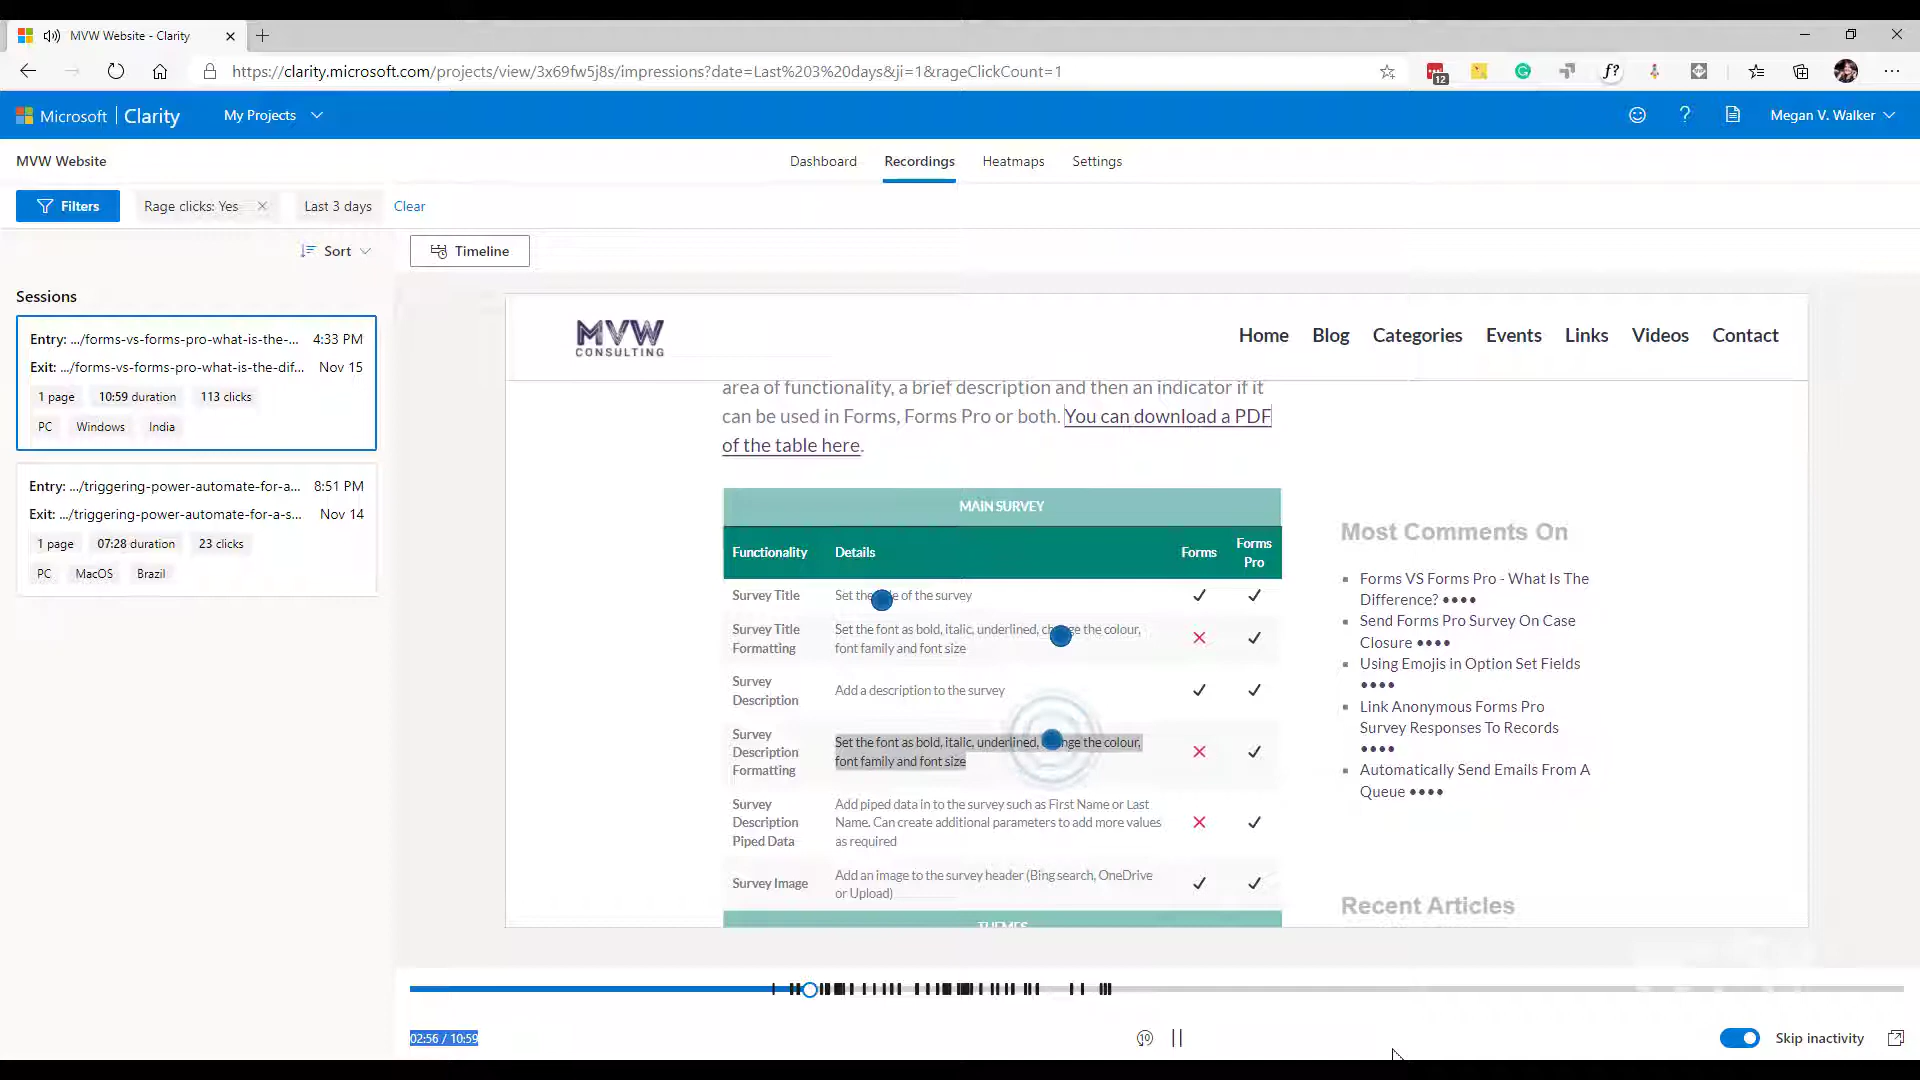 MVW Website - Clarity
https://clarity.microsoft.com/projects/view/3x69fw5j8s/impressions?date=Last%203%20days&ji=1&rageClickCount=1
12
f?
Microsoft | Clarity
My Projects
?
Megan V. Walker
MVW Website
Dashboard
Recordings
Heatmaps
Settings
Filters
Rage clicks: Yes
Last 3 days
Clear
Sort
Timeline
Sessions
Entry: .../forms-vs-forms-pro-what-is-the-... 4:33 PM
Exit: .../forms-vs-forms-pro-what-is-the-dif... Nov 15
1 page 10:59 duration 113 clicks
PC Windows India
Entry: .../triggering-power-automate-for-a... 8:51 PM
Exit: .../triggering-power-automate-for-a-s... Nov 14
1 page 07:28 duration 23 clicks
PC MacOS Brazil
MVW
CONSULTING
Home Blog Categories Events Links Videos Contact
area of functionality, a brief description and then an indicator if it
can be used in Forms, Forms Pro or both. You can download a PDF
of the table here.
MAIN SURVEY
Functionality Details Forms Forms
Pro
Survey Title Set the of the survey
Survey Title
Formatting
Set the font as bold, italic, underlined, change the colour,
font family and font size
Survey
Description
Add a description to the survey
Survey
Description
Formatting
Set the font as bold, italic, underlined, change the colour,
font family and font size
Survey
Description
Piped Data
Add piped data in to the survey such as First Name or Last
Name. Can create additional parameters to add more values
as required
Survey Image
Add an image to the survey header (Bing search, OneDrive
or Upload)
THEMES
Most Comments On
Forms VS Forms Pro - What Is The
Difference? ••••
Send Forms Pro Survey On Case
Closure ••••
Using Emojis in Option Set Fields
••••
Link Anonymous Forms Pro
Survey Responses To Records
••••
Automatically Send Emails From A
Queue ••••
Recent Articles
02:56 / 10:59
10
Skip inactivity